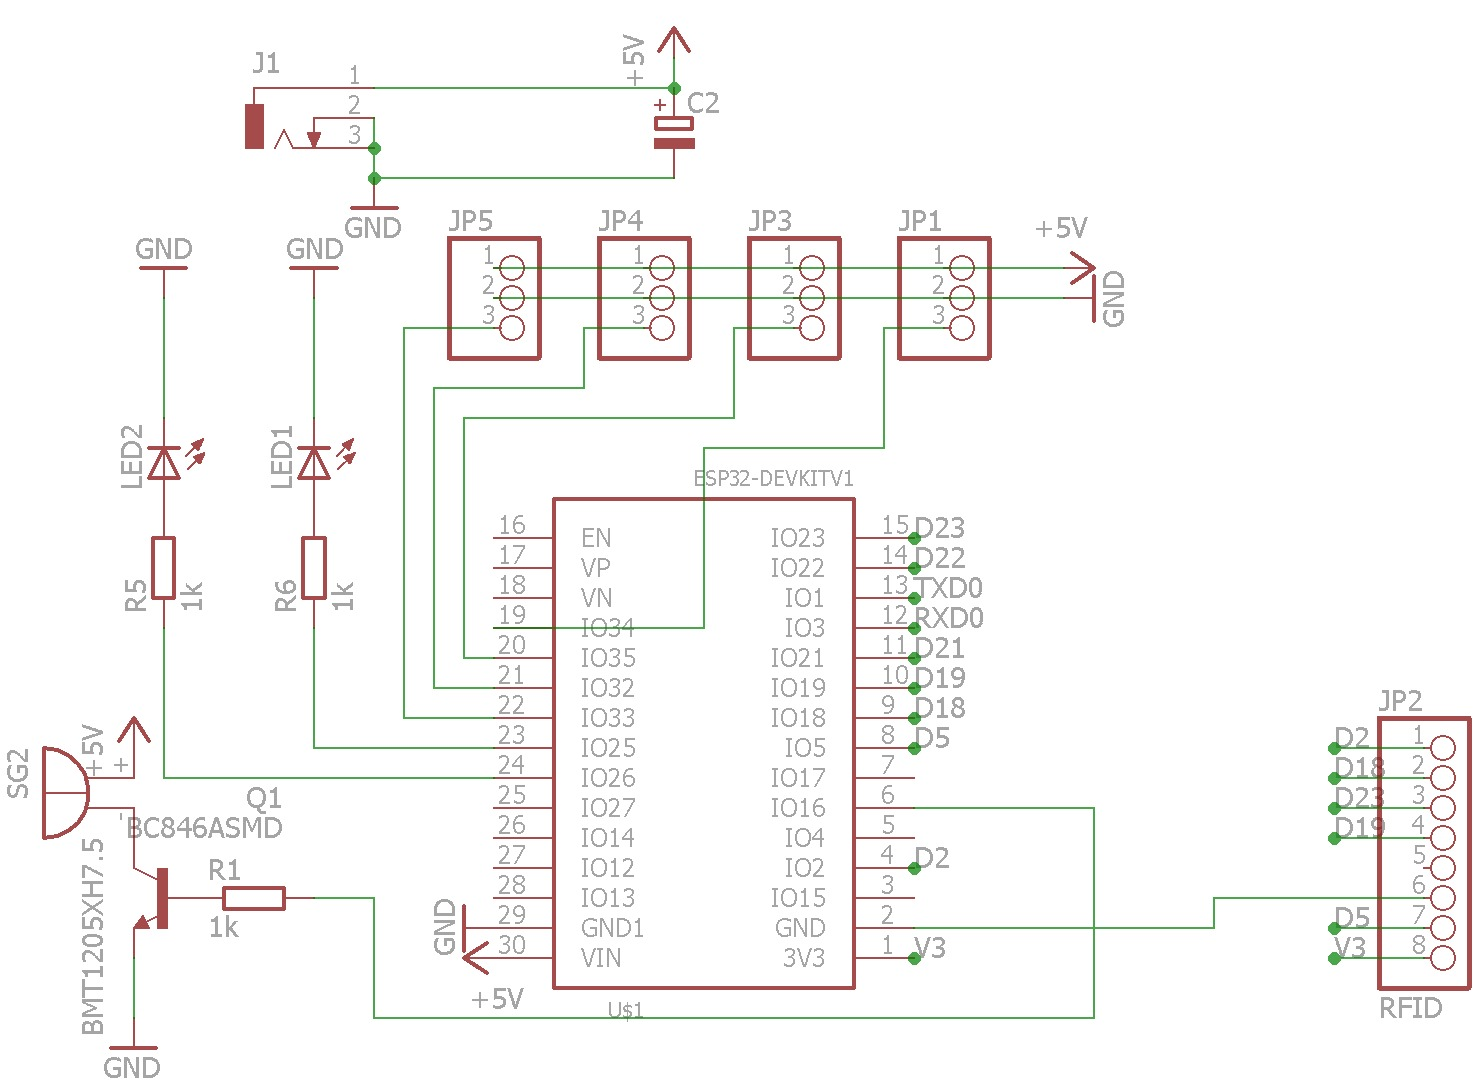 J1
1
2
3
+5V
+
C2
GND
GND
GND
JP5
1
2
3
JP4
1
2
3
JP3
1
2
3
JP1
1
2
3
+5V
GND
LED2
LED1
R5
1k
R6
1k
ESP32-DEVKITV1
16 EN IO23 15 D23
17 VP IO22 14 D22
18 VN IO1 13 TXD0
19 IO34 IO3 12 RXD0
20 IO35 IO21 11 D21
21 IO32 IO19 10 D19
22 IO33 IO18 9 D18
23 IO25 IO5 8 D5
24 IO26 IO17 7
25 IO27 IO16 6
26 IO14 IO4 5
27 IO12 IO2 4 D2
28 IO13 IO15 3
29 GND1 GND 2
30 VIN 3V3 1 V3
GND
+5V
U$1
SG2
+5V
+
-
BMT1205XH7.5
Q1
BC846ASMD
R1
1k
GND
JP2
D2 1
D18 2
D23 3
D19 4
5
6
D5 7
V3 8
RFID